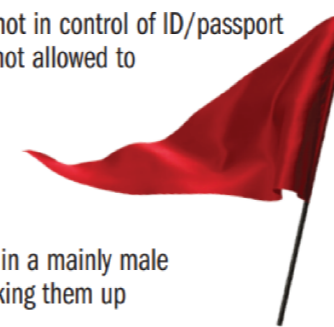 not in control of ID/passport
not allowed to
in a mainly male
king them up